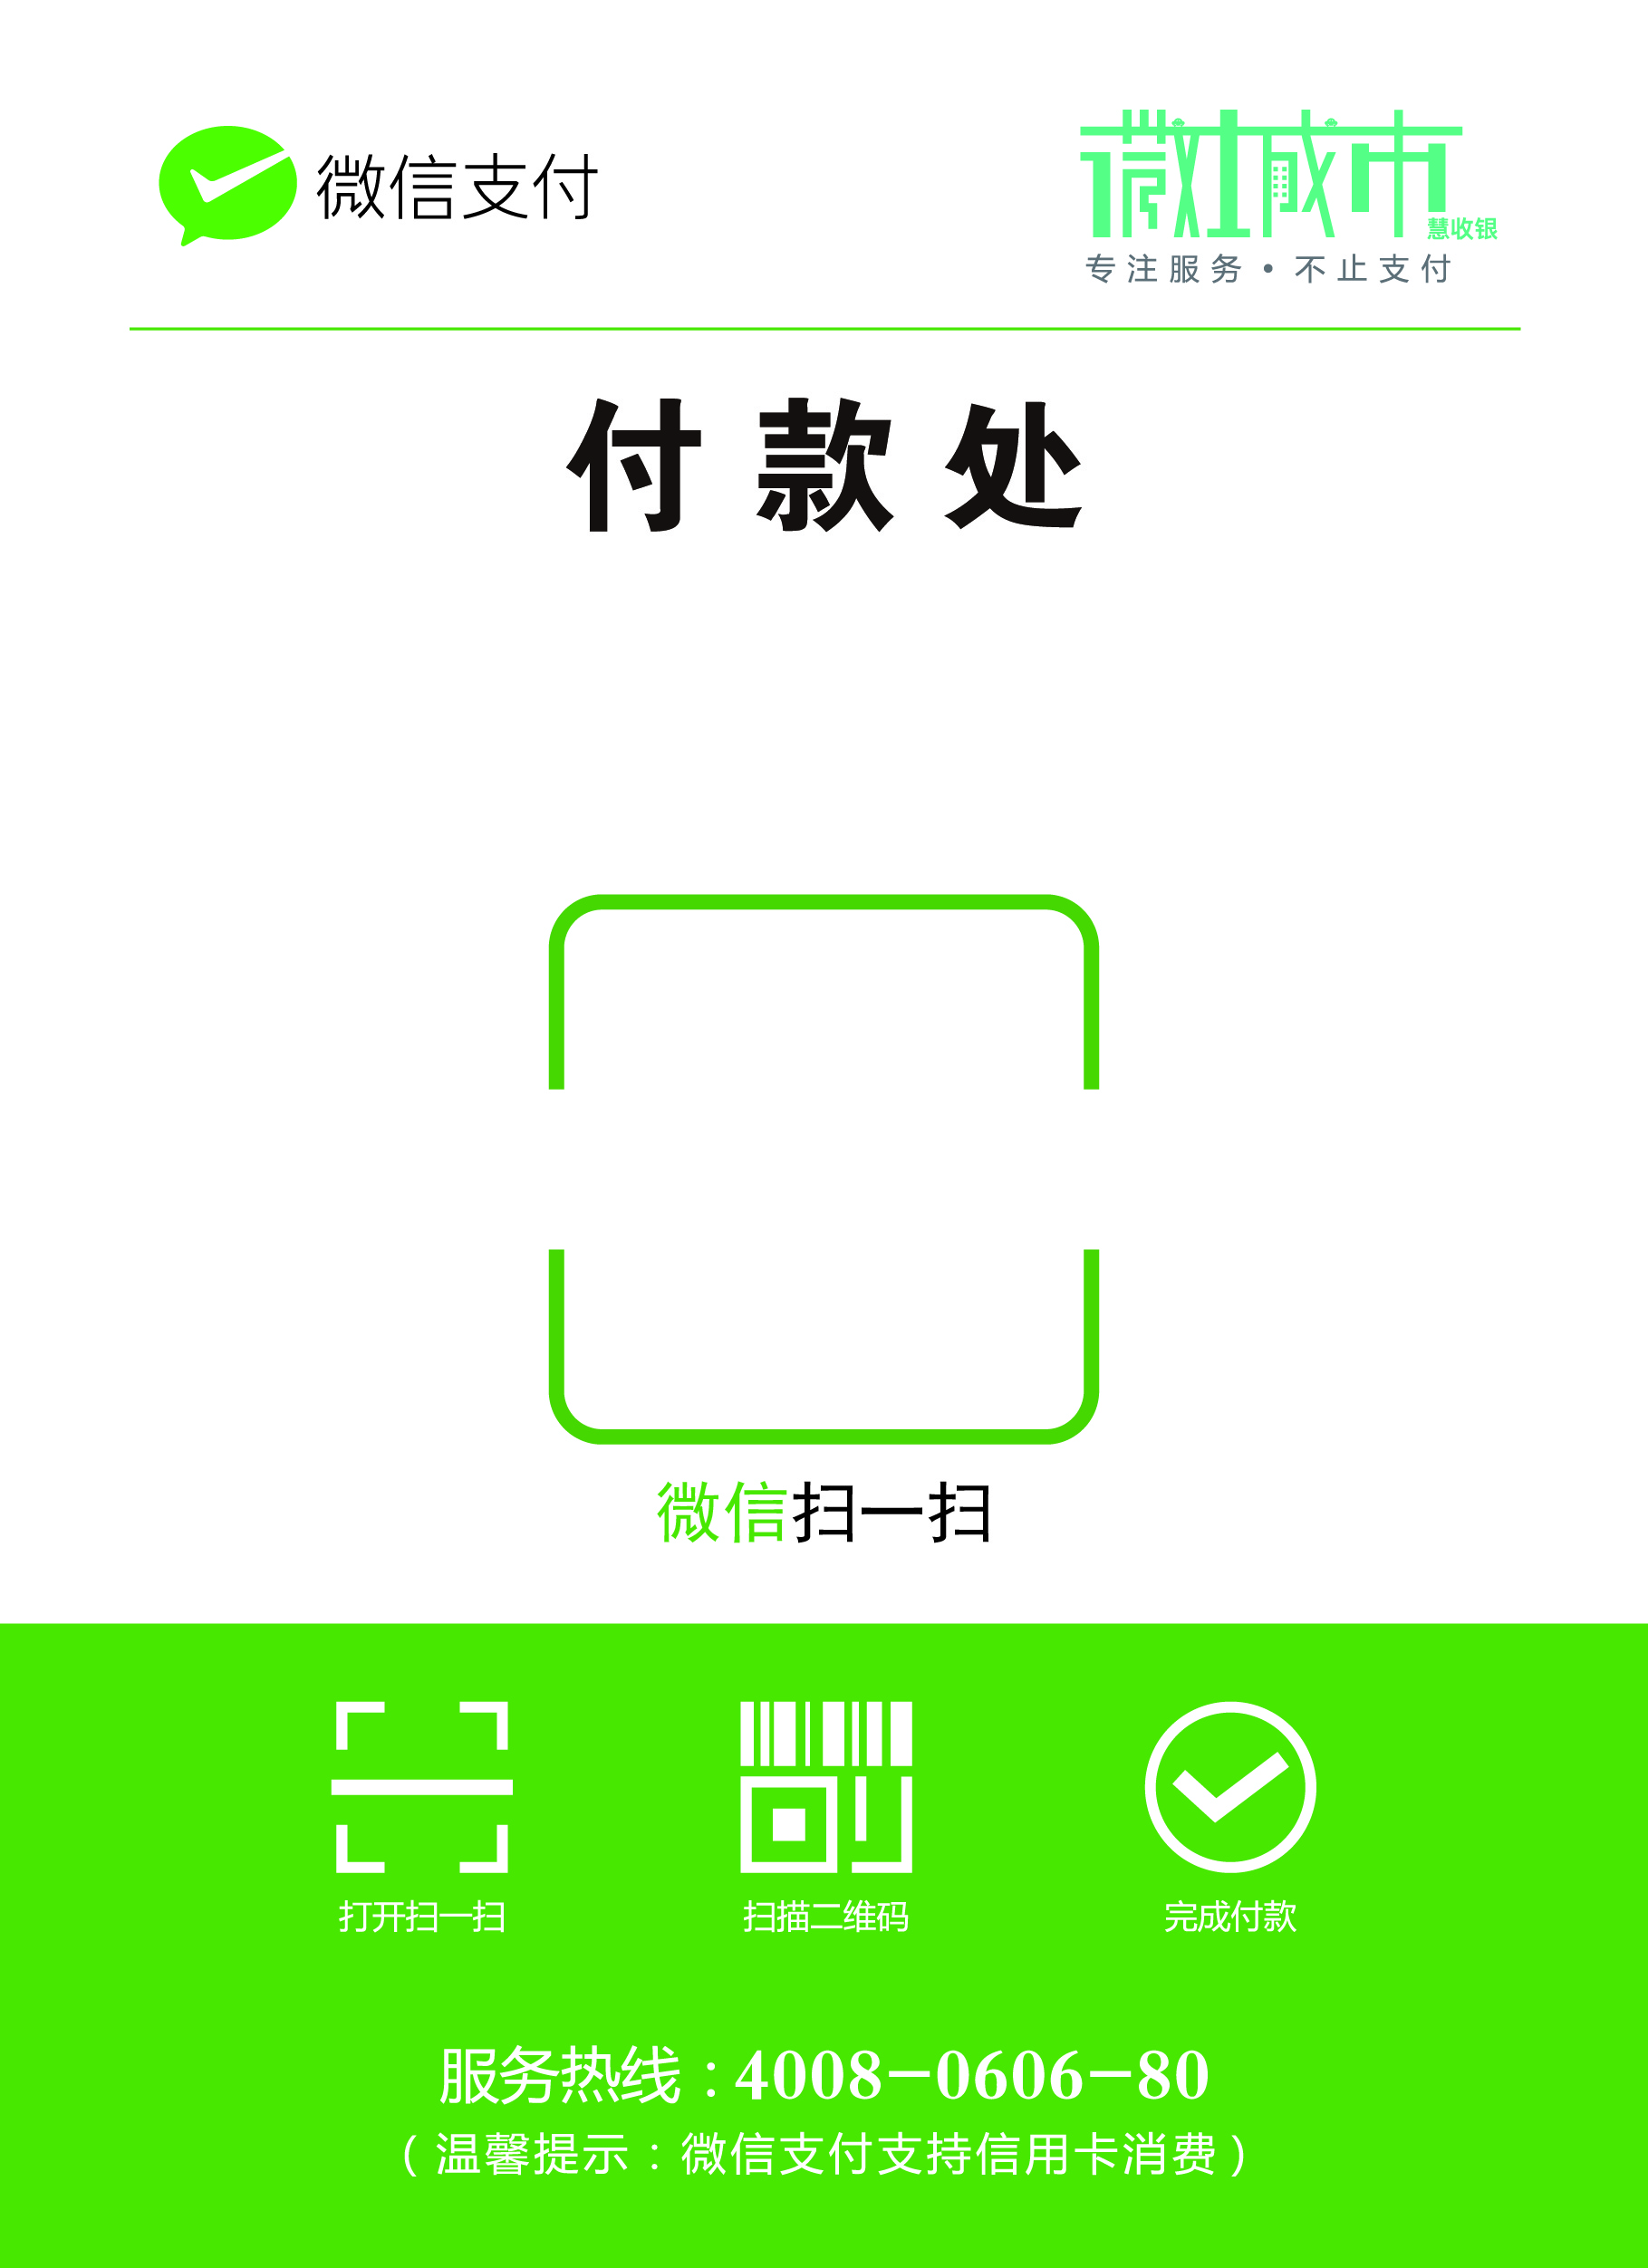 微信支付
微城市
慧收银
专注服务·不止支付
付款处
微信扫一扫
打开扫一扫
扫描二维码
完成付款
服务热线：4008-0606-80
（温馨提示：微信支付支持信用卡消费）